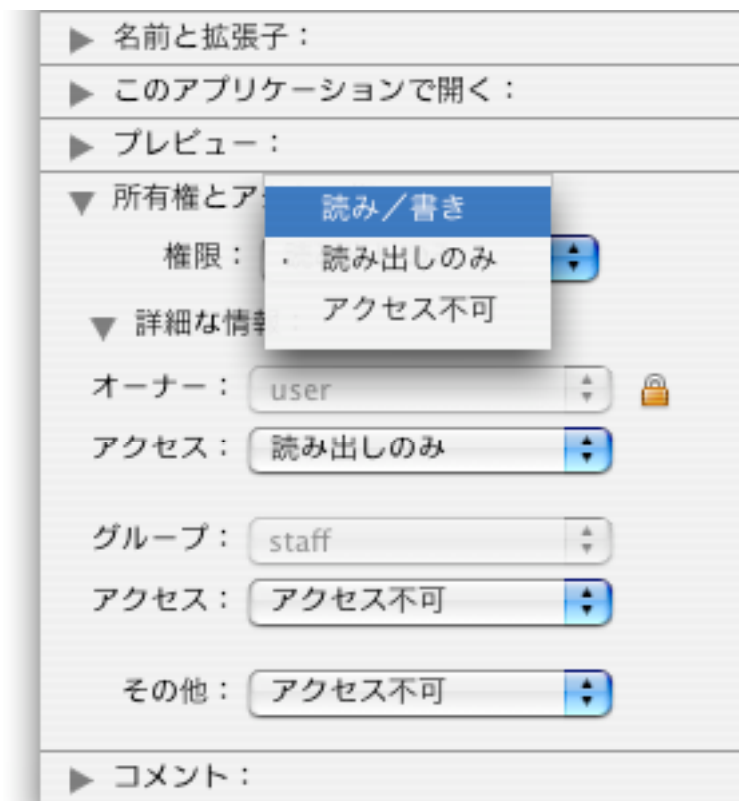 名前と拡張子：
このアプリケーションで開く：
プレビュー：
所有権とア
読み／書き
権限：
・ 読み出しのみ
アクセス不可
詳細な情報：
オーナー： user
アクセス： 読み出しのみ
グループ： staff
アクセス： アクセス不可
その他： アクセス不可
コメント：